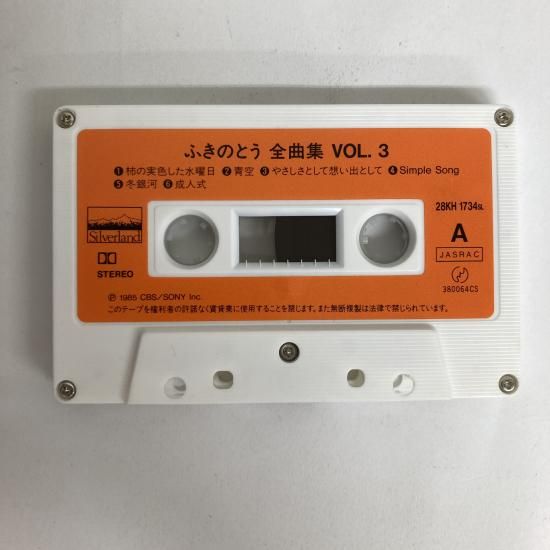 ふきのとう 全曲集 VOL. 3
❶柿の実色した水曜日 ❷青空 ❸やさしさとして想い出として ❹Simple Song
❺冬銀河 ❻成人式
28KH 1734SL
Silverland
A
JASRAC
STEREO
380064CS
Ⓟ 1985 CBS/SONY Inc.
このテープを権利者の許諾なく賃貸業に使用することを禁じます。また無断複製は法律で禁じられています。